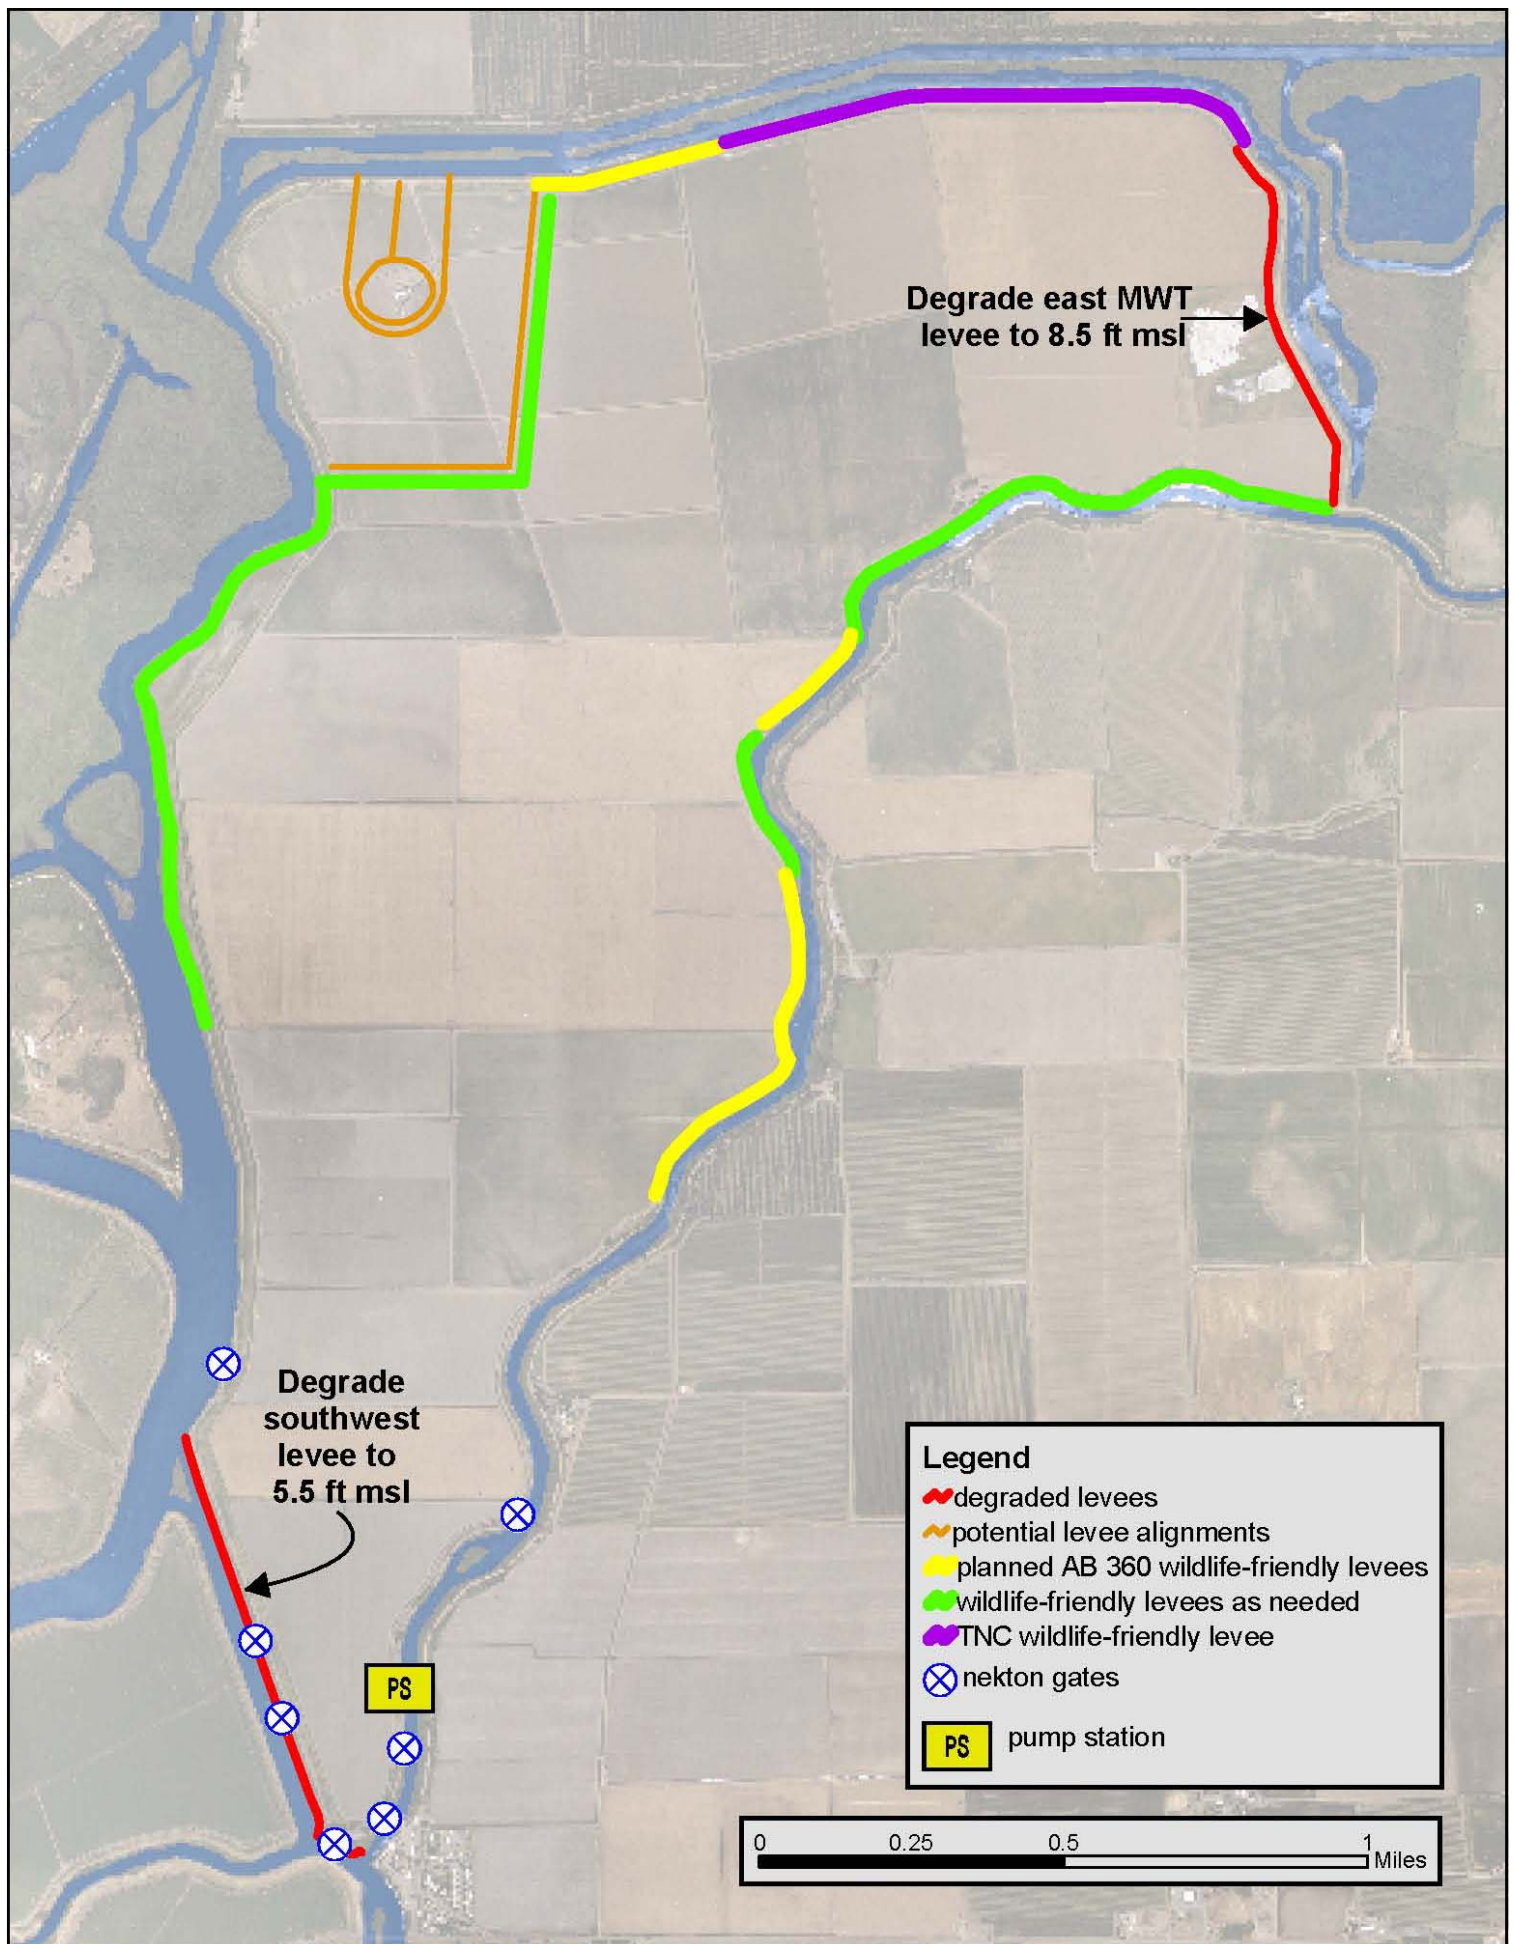 Degrade east MWT
levee to 8.5 ft msl
Degrade
southwest
levee to
5.5 ft msl
PS
Legend
degraded levees
potential levee alignments
planned AB 360 wildlife-friendly levees
wildlife-friendly levees as needed
TNC wildlife-friendly levee
nekton gates
PS pump station
0 0.25 0.5 1
Miles